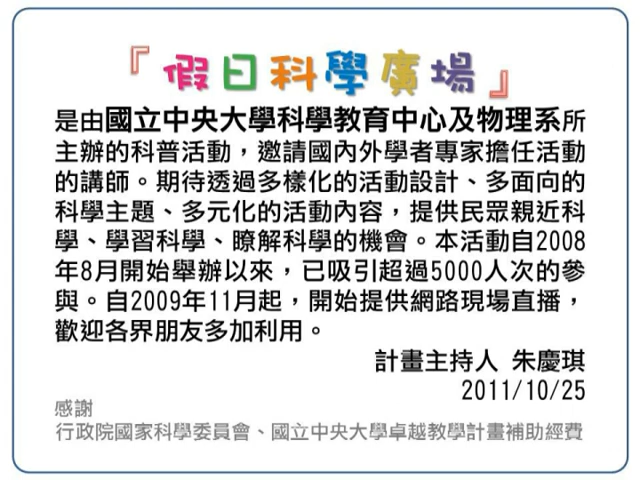 『假日科學廣場』
是由國立中央大學科學教育中心及物理系所
主辦的科普活動，邀請國內外學者專家擔任活動
的講師。期待透過多樣化的活動設計、多面向的
科學主題、多元化的活動內容，提供民眾親近科
學、學習科學、瞭解科學的機會。本活動自2008
年8月開始舉辦以來，已吸引超過5000人次的參
與。自2009年11月起，開始提供網路現場直播，
歡迎各界朋友多加利用。
計畫主持人 朱慶琪
2011/10/25
感謝
行政院國家科學委員會、國立中央大學卓越教學計畫補助經費